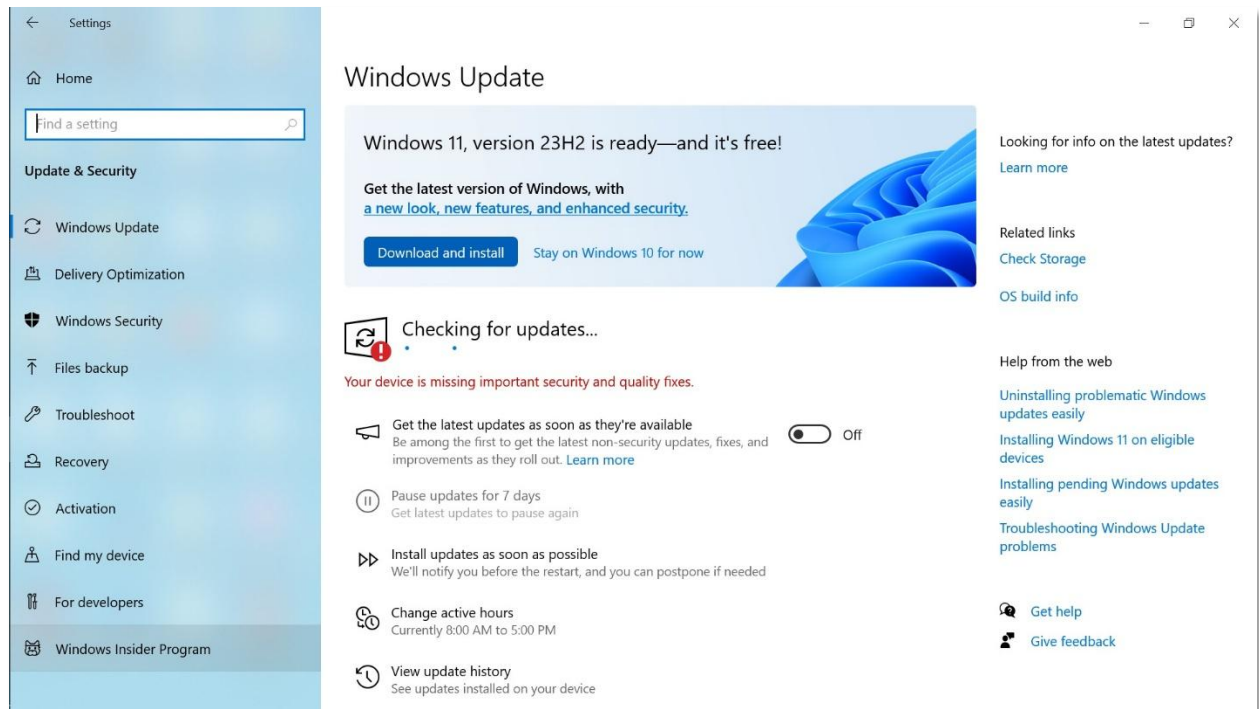 Settings
Home
Find a setting
Update & Security
Windows Update
Delivery Optimization
Windows Security
Files backup
Troubleshoot
Recovery
Activation
Find my device
For developers
Windows Insider Program
Windows Update
Windows 11, version 23H2 is ready—and it's free!
Get the latest version of Windows, with
a new look, new features, and enhanced security.
Download and install
Stay on Windows 10 for now
Checking for updates...
Your device is missing important security and quality fixes.
Get the latest updates as soon as they're available
Be among the first to get the latest non-security updates, fixes, and
improvements as they roll out. Learn more
Off
Pause updates for 7 days
Get latest updates to pause again
Install updates as soon as possible
We'll notify you before the restart, and you can postpone if needed
Change active hours
Currently 8:00 AM to 5:00 PM
View update history
See updates installed on your device
Looking for info on the latest updates?
Learn more
Related links
Check Storage
OS build info
Help from the web
Uninstalling problematic Windows
updates easily
Installing Windows 11 on eligible
devices
Installing pending Windows updates
easily
Troubleshooting Windows Update
problems
Get help
Give feedback